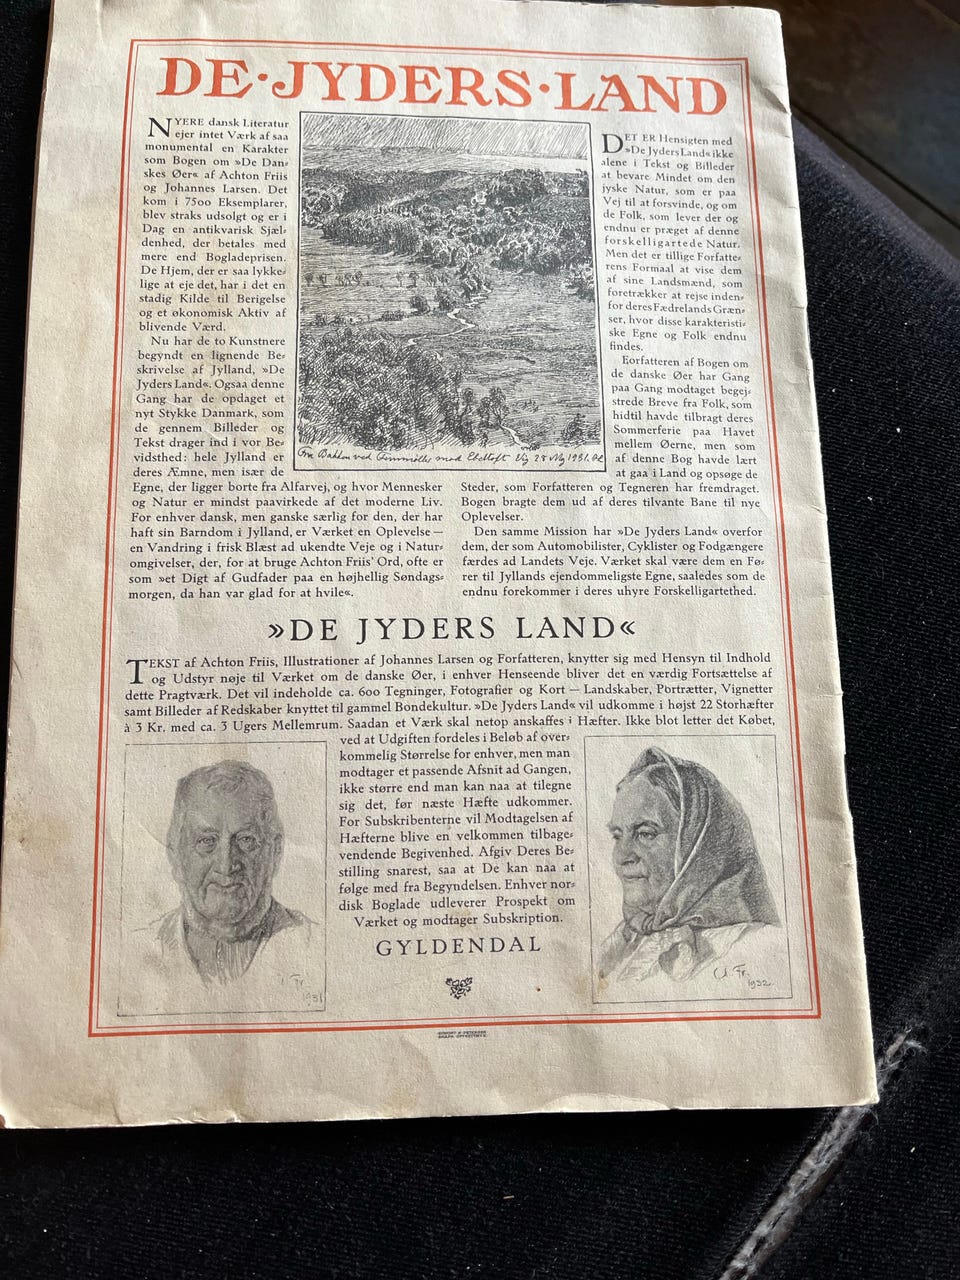 DE·JYDERS·LAND
NYERE dansk Literatur
ejer intet Værk af saa
monumental en Karakter
som Bogen om »De Dan-
skes Øer« af Achton Friis
og Johannes Larsen. Det
kom i 7500 Eksemplarer,
blev straks udsolgt og er i
Dag en antikvarisk Sjæl-
denhed, der betales med
mere end Bogladeprisen.
De Hjem, der er saa lykke-
lige at eje det, har i det en
stadig Kilde til Berigelse
og et økonomisk Aktiv af
blivende Værd.
Nu har de to Kunstnere
begyndt en lignende Be-
skrivelse af Jylland, »De
Jyders Land«. Ogsaa denne
Gang har de opdaget et
nyt Stykke Danmark, som
de gennem Billeder og
Tekst drager ind i vor Be-
vidsthed: hele Jylland er
deres Æmne, men især de
Egne, der ligger borte fra Alfarvej, og hvor Mennesker
og Natur er mindst paavirkede af det moderne Liv.
For enhver dansk, men ganske særlig for den, der har
haft sin Barndom i Jylland, er Værket en Oplevelse —
en Vandring i frisk Blæst ad ukendte Veje og i Natur-
omgivelser, der, for at bruge Achton Friis' Ord, ofte er
som »et Digt af Gudfader paa en højhellig Søndags-
morgen, da han var glad for at hvile«.
Fra Bakken ved Femmøller mod Ebeltoft Vig 28 Maj 1931.
DET ER Hensigten med
»De Jyders Land« ikke
alene i Tekst og Billeder
at bevare Mindet om den
jyske Natur, som er paa
Vej til at forsvinde, og om
de Folk, som lever der og
endnu er præget af denne
forskelligartede Natur.
Men det er tillige Forfatte-
rens Formaal at vise dem
af sine Landsmænd, som
foretrækker at rejse inden-
for deres Fædrelands Græn-
ser, hvor disse karakteristi-
ske Egne og Folk endnu
findes.
Eorfatteren af Bogen om
de danske Øer har Gang
paa Gang modtaget begej-
strede Breve fra Folk, som
hidtil havde tilbragt deres
Sommerferie paa Havet
mellem Øerne, men som
af denne Bog havde lært
at gaa i Land og opsøge de
Steder, som Forfatteren og Tegneren har fremdraget.
Bogen bragte dem ud af deres tilvante Bane til nye
Oplevelser.
Den samme Mission har »De Jyders Land« overfor
dem, der som Automobilister, Cyklister og Fodgængere
færdes ad Landets Veje. Værket skal være dem en Fø-
rer til Jyllands ejendommeligste Egne, saaledes som de
endnu forekommer i deres uhyre Forskelligartethed.
»DE JYDERS LAND«
TEKST af Achton Friis, Illustrationer af Johannes Larsen og Forfatteren, knytter sig med Hensyn til Indhold
og Udstyr nøje til Værket om de danske Øer, i enhver Henseende bliver det en værdig Fortsættelse af
dette Pragtværk. Det vil indeholde ca. 600 Tegninger, Fotografier og Kort — Landskaber, Portrætter, Vignetter
samt Billeder af Redskaber knyttet til gammel Bondekultur. »De Jyders Land« vil udkomme i højst 22 Storhæfter
à 3 Kr. med ca. 3 Ugers Mellemrum. Saadan et Værk skal netop anskaffes i Hæfter. Ikke blot letter det Købet,
ved at Udgiften fordeles i Beløb af over-
kommelig Størrelse for enhver, men man
modtager et passende Afsnit ad Gangen,
ikke større end man kan naa at tilegne
sig det, før næste Hæfte udkommer.
For Subskribenterne vil Modtagelsen af
Hæfterne blive en velkommen tilbage-
vendende Begivenhed. Afgiv Deres Be-
stilling snarest, saa at De kan naa at
følge med fra Begyndelsen. Enhver nor-
disk Boglade udleverer Prospekt om
Værket og modtager Subskription.
GYLDENDAL
Fr.
1931
A. Fr.
1932